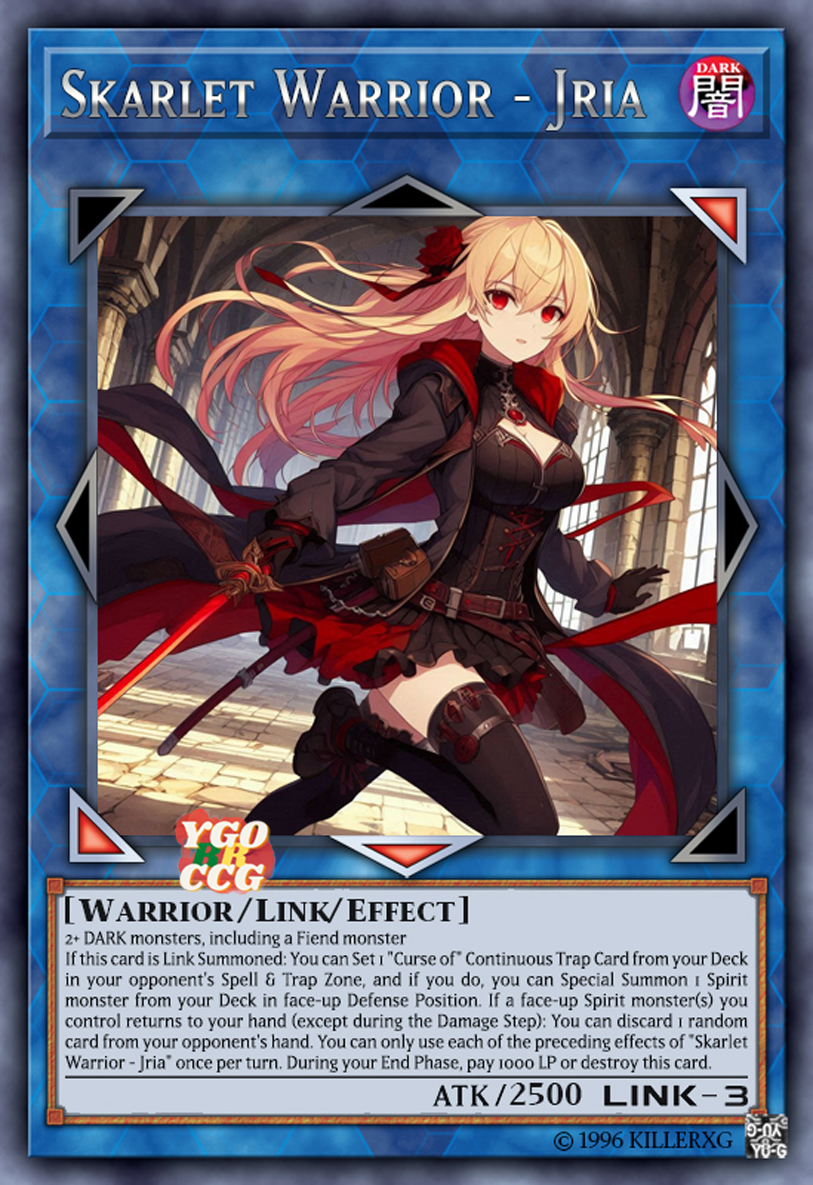 Skarlet Warrior - Jria
DARK
闇
YGO
RR
CCG
[Warrior/Link/Effect]
2+ DARK monsters, including a Fiend monster
If this card is Link Summoned: You can Set 1 "Curse of" Continuous Trap Card from your Deck
in your opponent's Spell & Trap Zone, and if you do, you can Special Summon 1 Spirit
monster from your Deck in face-up Defense Position. If a face-up Spirit monster(s) you
control returns to your hand (except during the Damage Step): You can discard 1 random
card from your opponent's hand. You can only use each of the preceding effects of "Skarlet
Warrior - Jria" once per turn. During your End Phase, pay 1000 LP or destroy this card.
ATK/2500 LINK-3
© 1996 KILLERXG
YU-G
YU-G